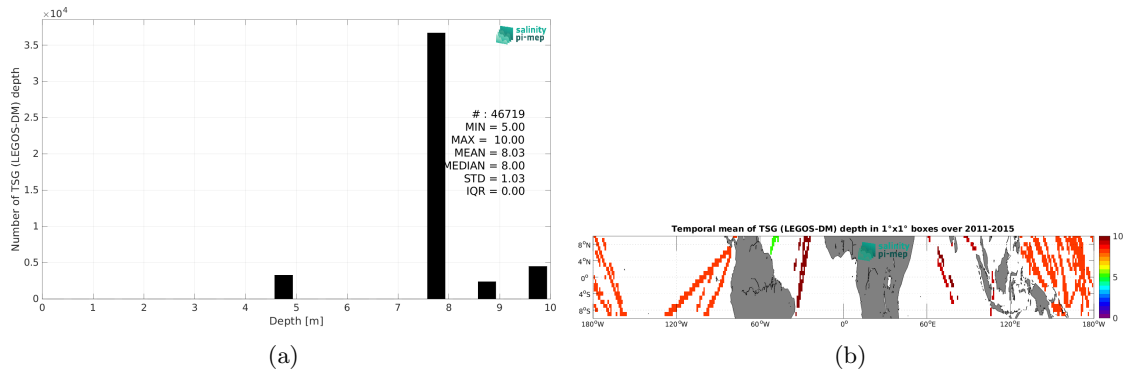 ×10⁴
salinity
pi-mep
3.5
3
2.5
2
1.5
1
0.5
0
Number of TSG (LEGOS-DM) depth
# : 46719
MIN = 5.00
MAX = 10.00
MEAN = 8.03
MEDIAN = 8.00
STD = 1.03
IQR = 0.00
0 1 2 3 4 5 6 7 8 9 10
Depth [m]
(a)
Temporal mean of TSG (LEGOS-DM) depth in 1°x1° boxes over 2011-2015
salinity
pi-mep
8°N
4°N
0°
4°S
8°S
180°W 120°W 60°W 0° 60°E 120°E 180°W
10
8
6
4
2
0
(b)